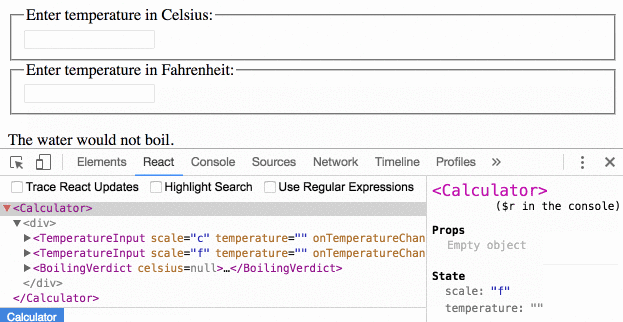 Enter temperature in Celsius:
Enter temperature in Fahrenheit:
The water would not boil.
Elements React Console Sources Network Timeline Profiles »
Trace React Updates Highlight Search Use Regular Expressions
<Calculator>
<div>
<TemperatureInput scale="c" temperature="" onTemperatureChan
<TemperatureInput scale="f" temperature="" onTemperatureChan
<BoilingVerdict celsius=null>…</BoilingVerdict>
</div>
</Calculator>
Calculator
<Calculator>
($r in the console)
Props
Empty object
State
scale: "f"
temperature: ""